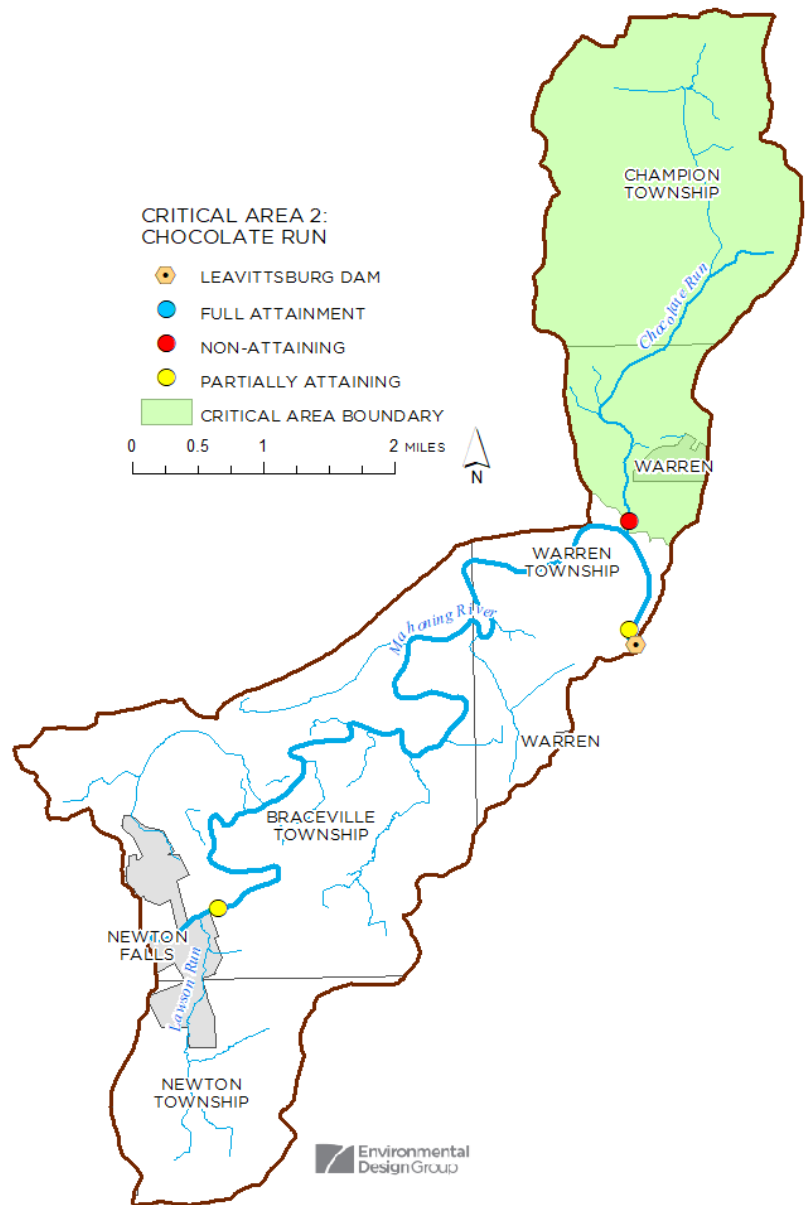 CHAMPION
TOWNSHIP
CRITICAL AREA 2:
CHOCOLATE RUN
LEAVITTSBURG DAM
FULL ATTAINMENT
NON-ATTAINING
PARTIALLY ATTAINING
CRITICAL AREA BOUNDARY
0 0.5 1 2 MILES
N
Chocolate Run
WARREN
WARREN
TOWNSHIP
Mahoning River
WARREN
BRACEVILLE
TOWNSHIP
NEWTON
FALLS
Lawson Run
NEWTON
TOWNSHIP
Environmental
DesignGroup